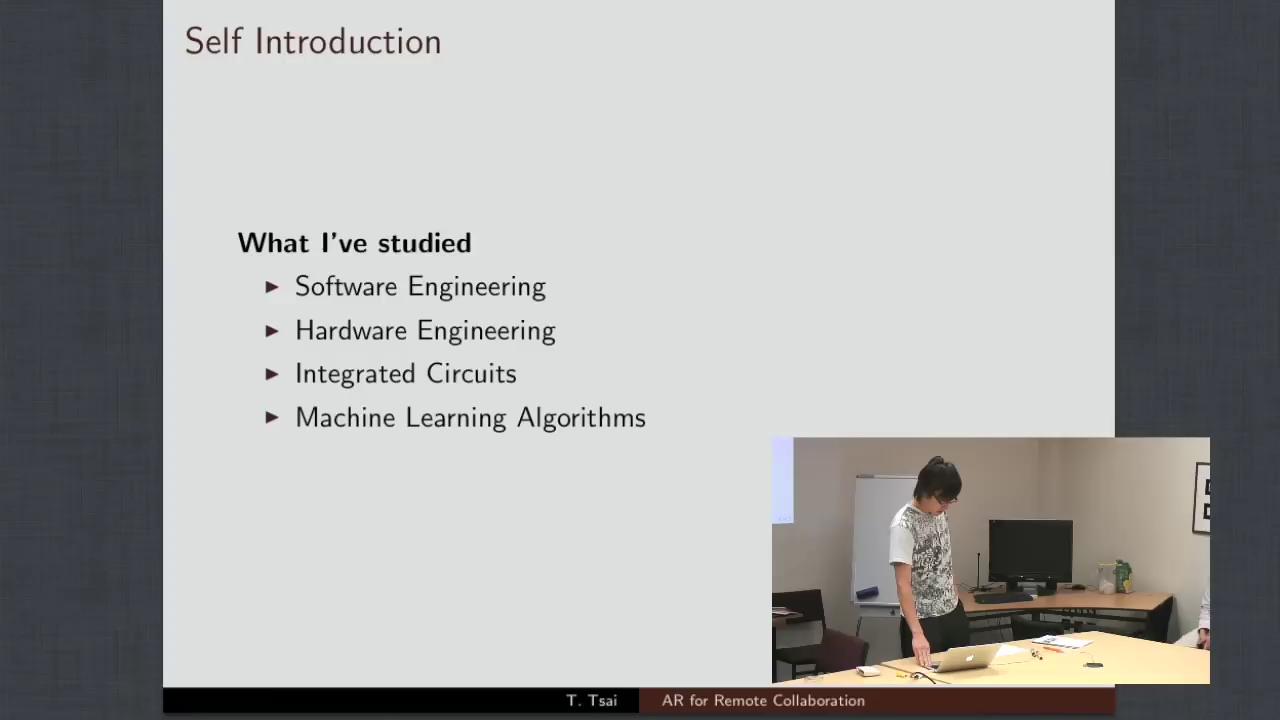 Self Introduction
What I've studied
Software Engineering
Hardware Engineering
Integrated Circuits
Machine Learning Algorithms
T. Tsai
AR for Remote Collaboration